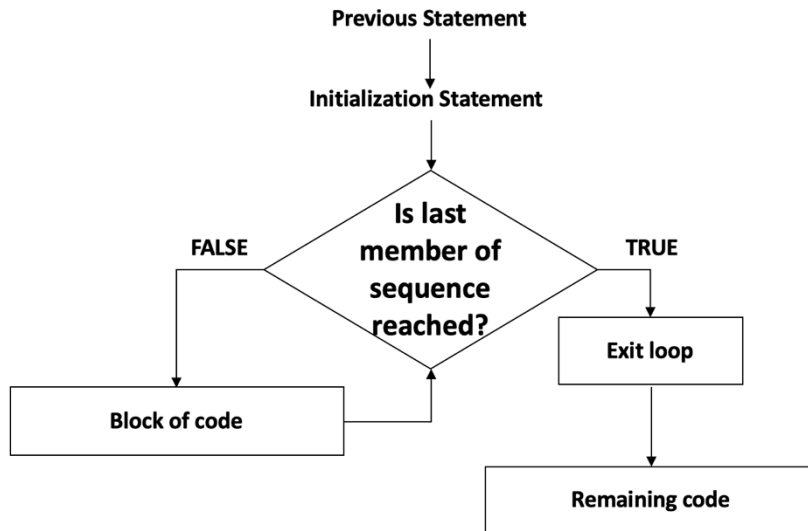 Previous Statement
Initialization Statement
Is last
member of
sequence
reached?
FALSE
TRUE
Exit loop
Block of code
Remaining code